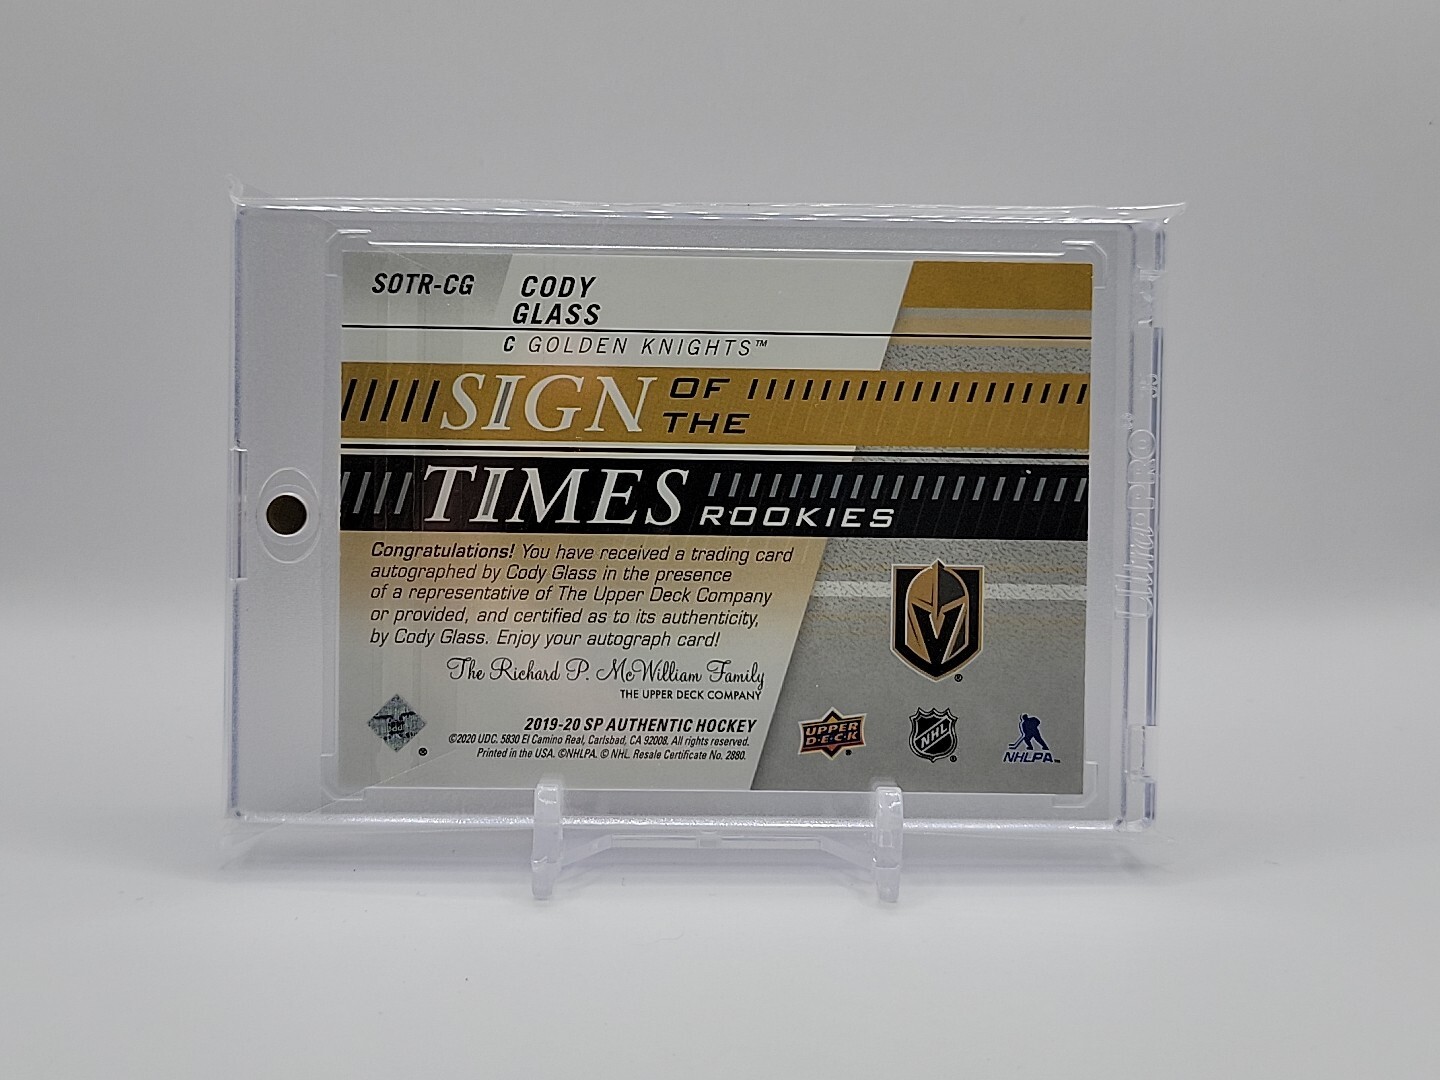 SOTR-CG
CODY
GLASS
C GOLDEN KNIGHTS™
SIGN OF THE
TIMES ROOKIES
Congratulations! You have received a trading card
autographed by Cody Glass in the presence
of a representative of The Upper Deck Company
or provided, and certified as to its authenticity,
by Cody Glass. Enjoy your autograph card!
The Richard P. McWilliam Family
THE UPPER DECK COMPANY
2019-20 SP AUTHENTIC HOCKEY
©2020 UDC. 5830 El Camino Real, Carlsbad, CA 92008. All rights reserved.
Printed in the USA. ©NHLPA. © NHL. Resale Certificate No. 2880.
®
UPPER
D·E·C·K
®
NHL
®
NHLPA™
®
Ultra·PRO®